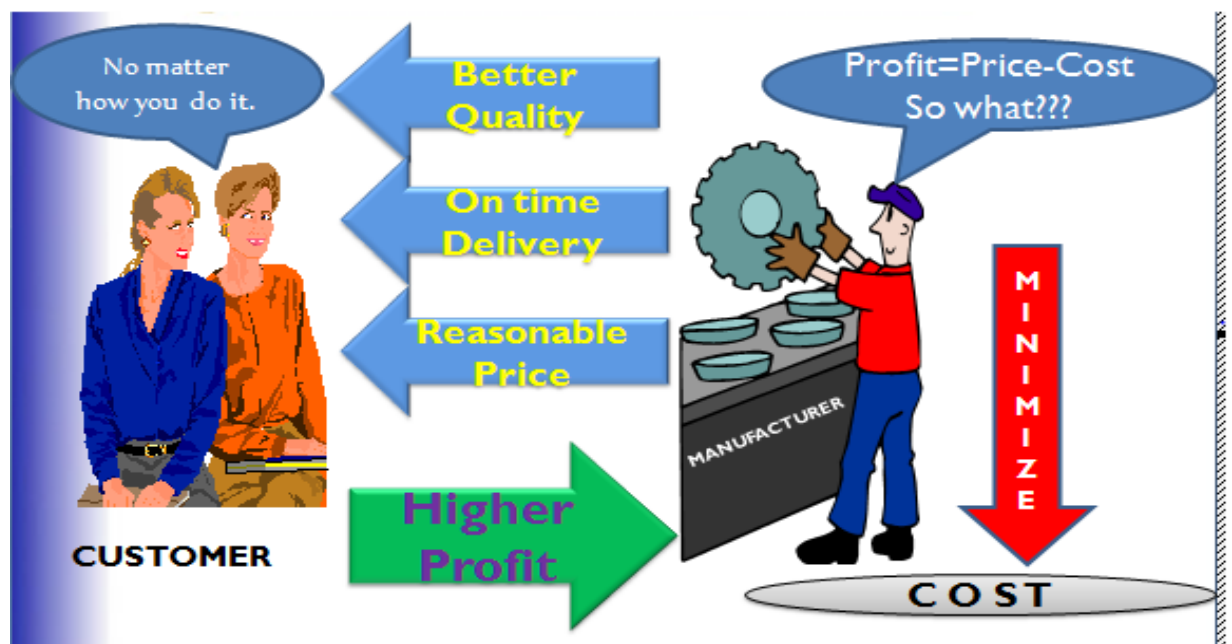 No matter
how you do it.
Better
Quality
Profit=Price-Cost
So what???
On time
Delivery
Reasonable
Price
MANUFACTURER
MINIMIZE
Higher
Profit
CUSTOMER
COST